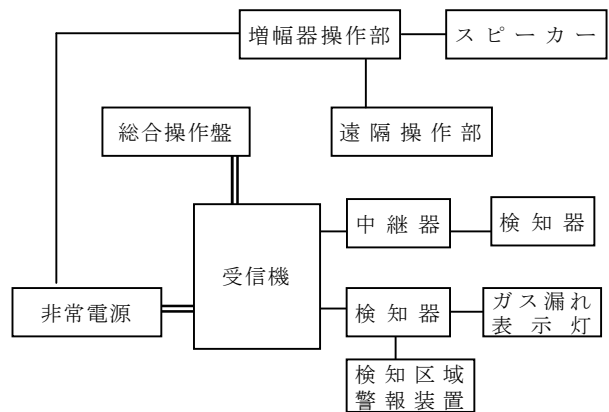 増幅器操作部
スピーカー
総合操作盤
遠隔操作部
中継器
検知器
受信機
非常電源
検知器
ガス漏れ
表示灯
検知区域
警報装置